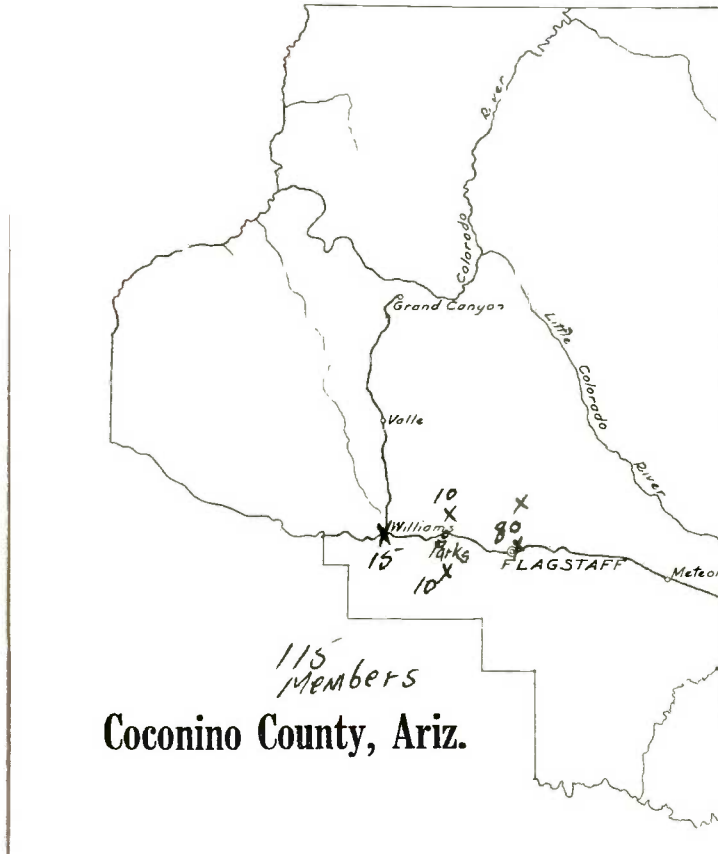 River
Colorado
Grand Canyon
Little
Colorado
River
Valle
10
X
X
Williams
80
X
X
15
Parks
FLAGSTAFF
10 X
Meteor
115
Members
Coconino County, Ariz.